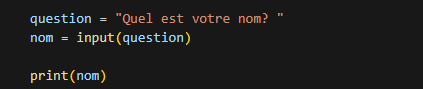 question = "Quel est votre nom? "
nom = input(question)
print(nom)